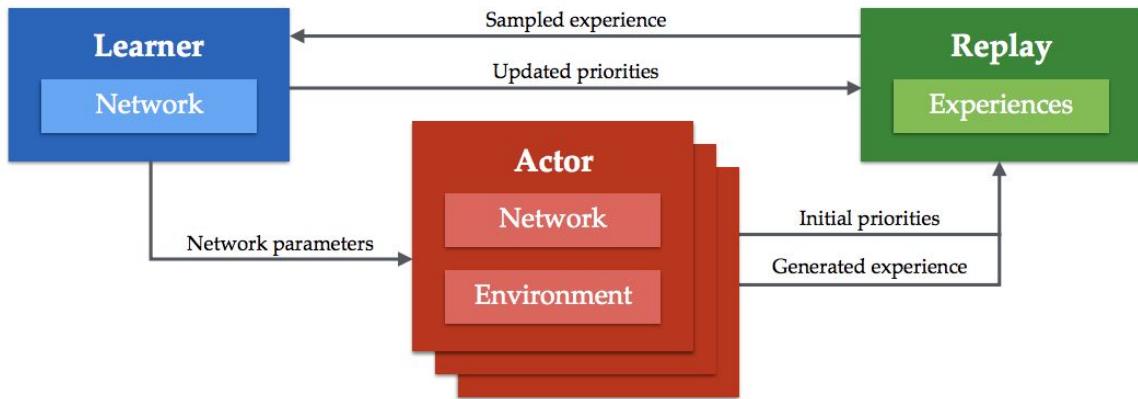 Learner
Network
Sampled experience
Updated priorities
Replay
Experiences
Actor
Network
Environment
Network parameters
Initial priorities
Generated experience